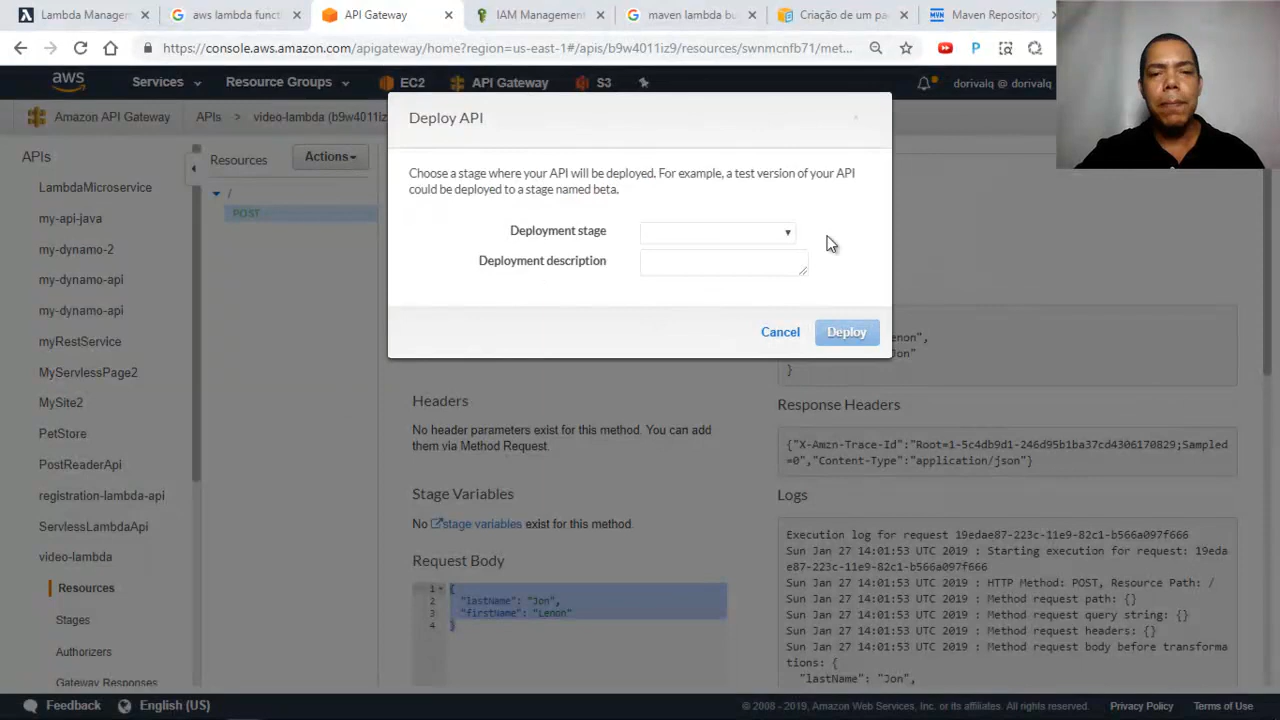 Lambda Managem
aws lambda functi
API Gateway
IAM Management
maven lambda bu
Criação de um pa
Maven Repository
https://console.aws.amazon.com/apigateway/home?region=us-east-1#/apis/b9w4011iz9/resources/swnmcnfb71/met...
aws
Services
Resource Groups
EC2
API Gateway
S3
dorivalq @ dorivalq
Amazon API Gateway
APIs > video-lambda (b9w4011iz
APIs
LambdaMicroservice
my-api-java
my-dynamo-2
my-dynamo-api
my-dynamo-api
myRestService
MyServlessPage2
MySite2
PetStore
PostReaderApi
registration-lambda-api
ServlessLambdaApi
video-lambda
Resources
Stages
Authorizers
Gateway Responses
Resources
Actions
/
POST
Deploy API
Choose a stage where your API will be deployed. For example, a test version of your API
could be deployed to a stage named beta.
Deployment stage
Deployment description
Cancel
Deploy
Headers
No header parameters exist for this method. You can add
them via Method Request.
Stage Variables
No stage variables exist for this method.
Request Body
1 {
2 "lastName": "Jon",
3 "firstName": "Lenon"
4 }
enon",
on"
}
Response Headers
{"X-Amzn-Trace-Id":"Root=1-5c4db9d1-246d95b1ba37cd4306170829;Sampled
=0","Content-Type":"application/json"}
Logs
Execution log for request 19edae87-223c-11e9-82c1-b566a097f666
Sun Jan 27 14:01:53 UTC 2019 : Starting execution for request: 19eda
e87-223c-11e9-82c1-b566a097f666
Sun Jan 27 14:01:53 UTC 2019 : HTTP Method: POST, Resource Path: /
Sun Jan 27 14:01:53 UTC 2019 : Method request path: {}
Sun Jan 27 14:01:53 UTC 2019 : Method request query string: {}
Sun Jan 27 14:01:53 UTC 2019 : Method request headers: {}
Sun Jan 27 14:01:53 UTC 2019 : Method request body before transforma
tions: {
"lastName": "Jon",
Feedback
English (US)
© 2008 - 2019, Amazon Web Services, Inc. or its affiliates. All rights reserved.
Privacy Policy
Terms of Use